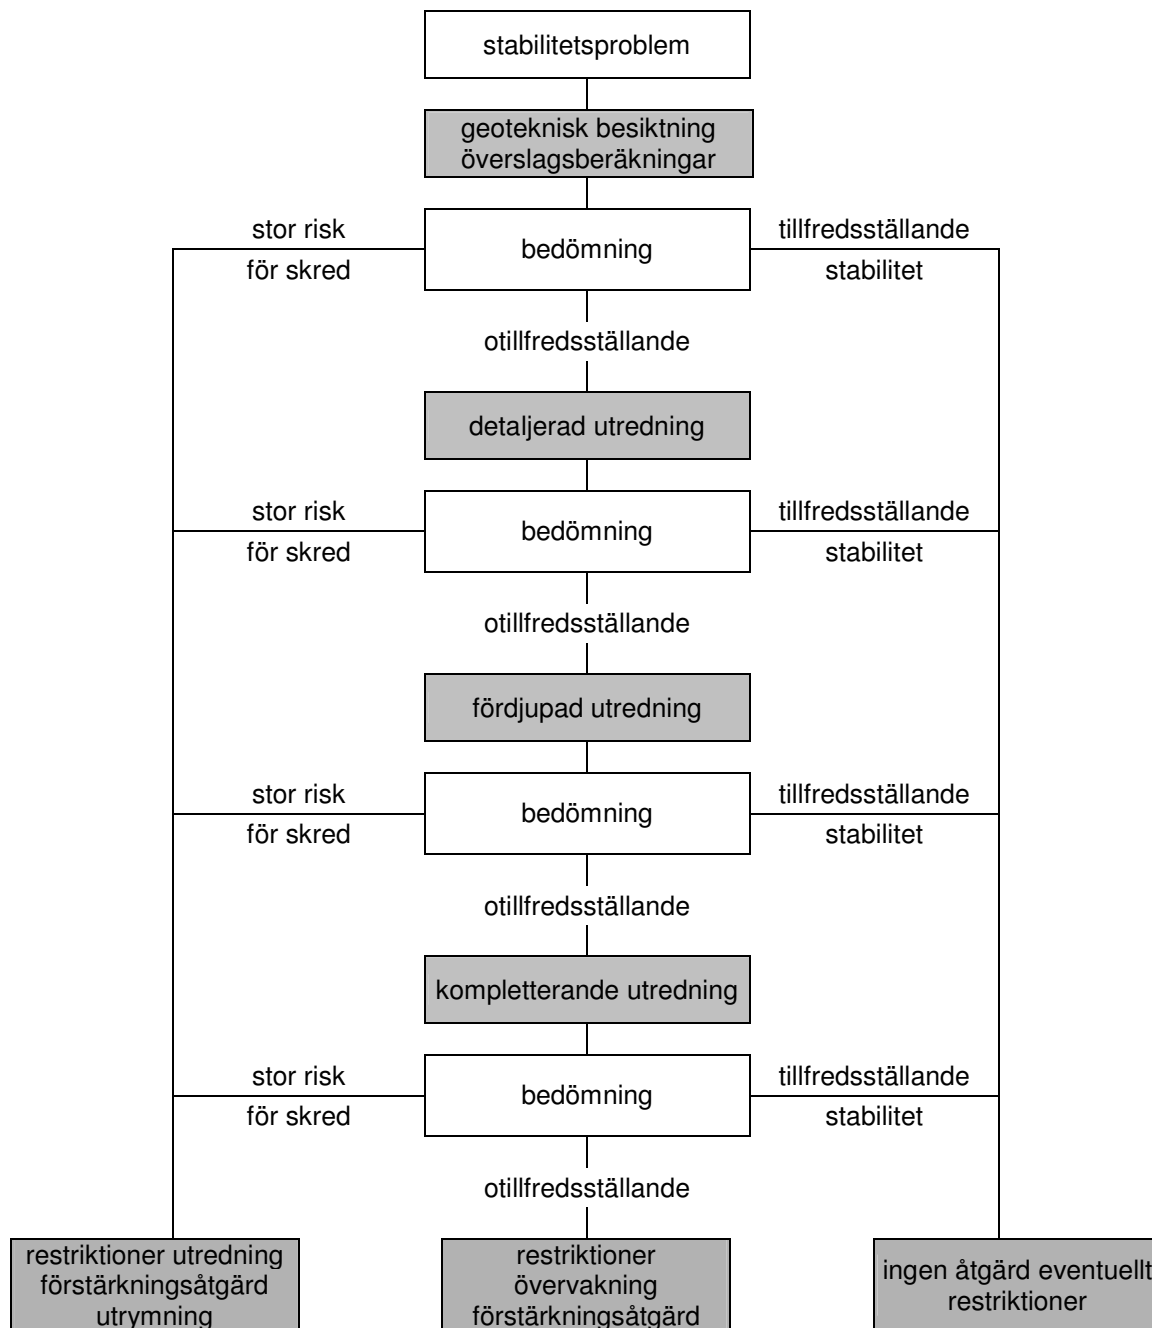 stabilitetsproblem
geoteknisk besiktning
överslagsberäkningar
stor risk
för skred
bedömning
tillfredsställande
stabilitet
otillfredsställande
detaljerad utredning
stor risk
för skred
bedömning
tillfredsställande
stabilitet
otillfredsställande
fördjupad utredning
stor risk
för skred
bedömning
tillfredsställande
stabilitet
otillfredsställande
kompletterande utredning
stor risk
för skred
bedömning
tillfredsställande
stabilitet
otillfredsställande
restriktioner utredning
förstärkningsåtgärd
utrymning
restriktioner
övervakning
förstärkningsåtgärd
ingen åtgärd eventuellt
restriktioner